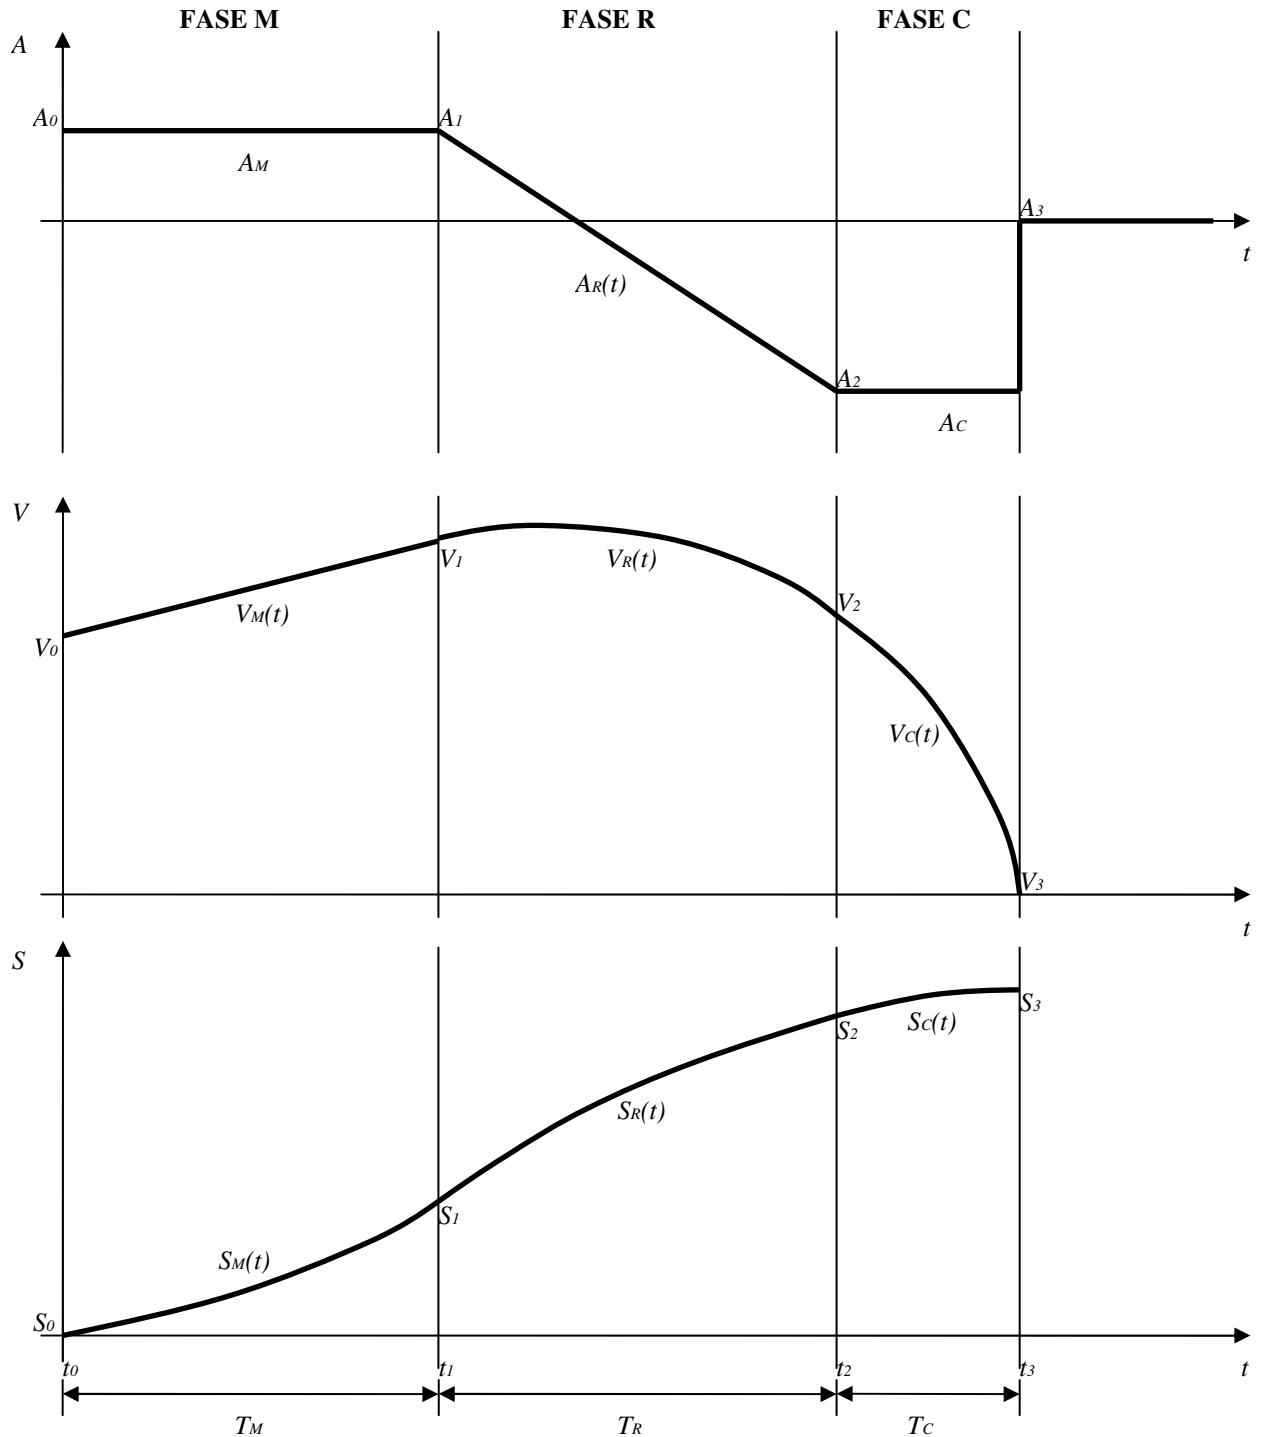 FASE M FASE R FASE C
A
A0 A1
AM
A3
t
AR(t)
A2
AC
V
V1 VR(t)
V2
VM(t)
V0
VC(t)
V3
t
S
S3
SC(t)
S2
SR(t)
S1
SM(t)
S0
t0 t1 t2 t3 t
TM TR TC